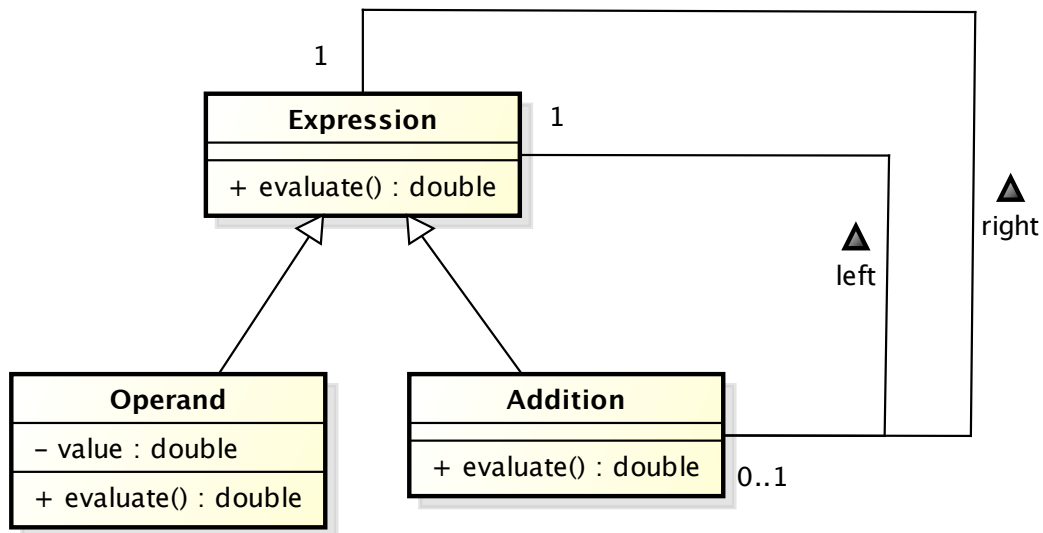 1
Expression
1
+ evaluate() : double
right
left
Operand
– value : double
+ evaluate() : double
Addition
+ evaluate() : double
0..1